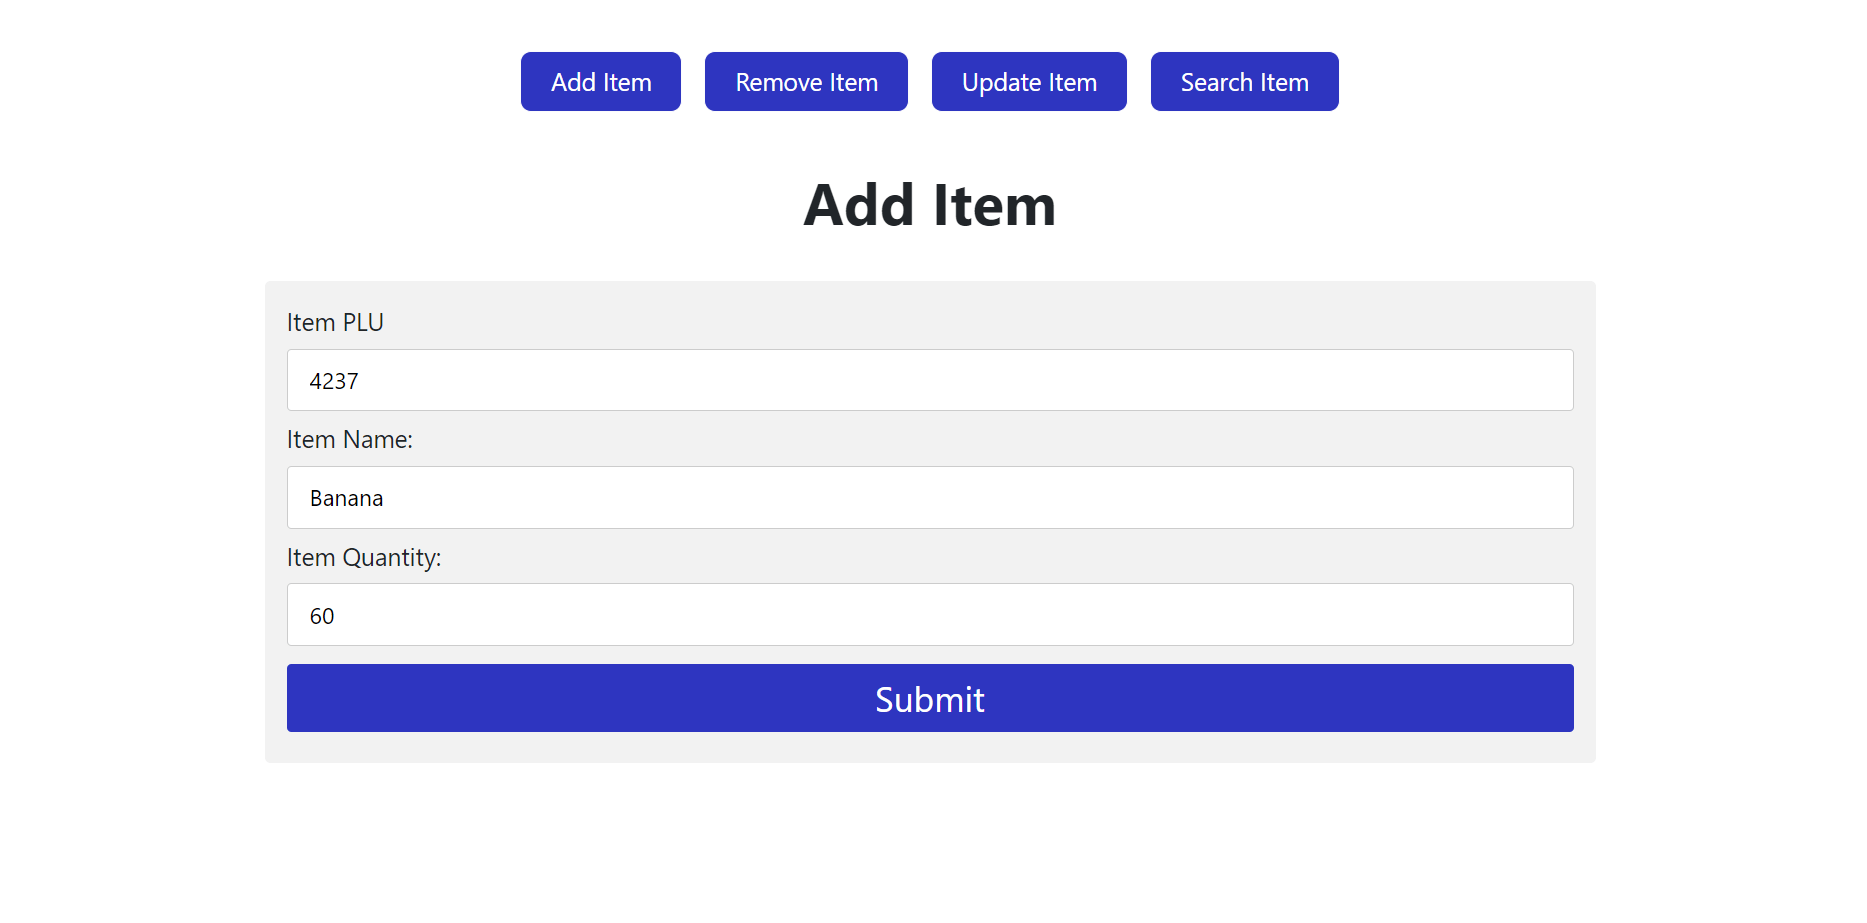 Add Item Remove Item Update Item Search Item
Add Item
Item PLU
4237
Item Name:
Banana
Item Quantity:
60
Submit